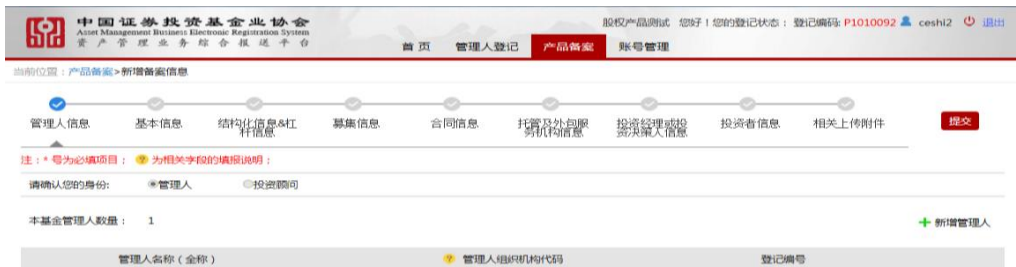 中国证券投资基金业协会
Asset Management Business Electronic Registration System
资产管理业务综合报送平台
股权产品测试 您好！您的登记状态： 登记编码: P1010092 ceshi2 退出
首页 管理人登记 产品备案 账号管理
当前位置：产品备案>新增备案信息
管理人信息 基本信息 结构化信息&杠杆信息 募集信息 合同信息 托管及外包服务机构信息 投资经理或投资决策人信息 投资者信息 相关上传附件 提交
注：* 号为必填项目； ? 为相关字段的填报说明；
请确认您的身份: 管理人 投资顾问
本基金管理人数量： 1 新增管理人
管理人名称（全称） ? 管理人组织机构代码 登记编号